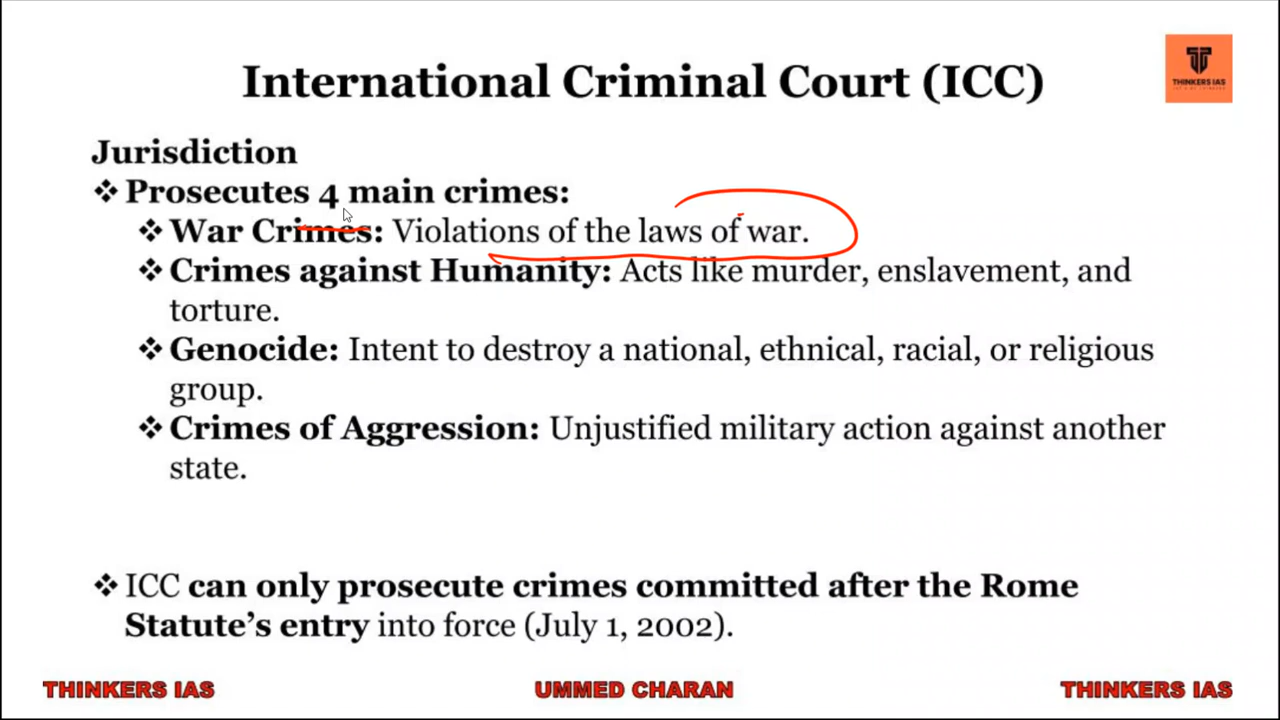 International Criminal Court (ICC)
THINKERS IAS
Jurisdiction
❖ Prosecutes 4 main crimes:
❖ War Crimes: Violations of the laws of war.
❖ Crimes against Humanity: Acts like murder, enslavement, and
torture.
❖ Genocide: Intent to destroy a national, ethnical, racial, or religious
group.
❖ Crimes of Aggression: Unjustified military action against another
state.
❖ ICC can only prosecute crimes committed after the Rome
Statute’s entry into force (July 1, 2002).
THINKERS IAS UMMED CHARAN THINKERS IAS